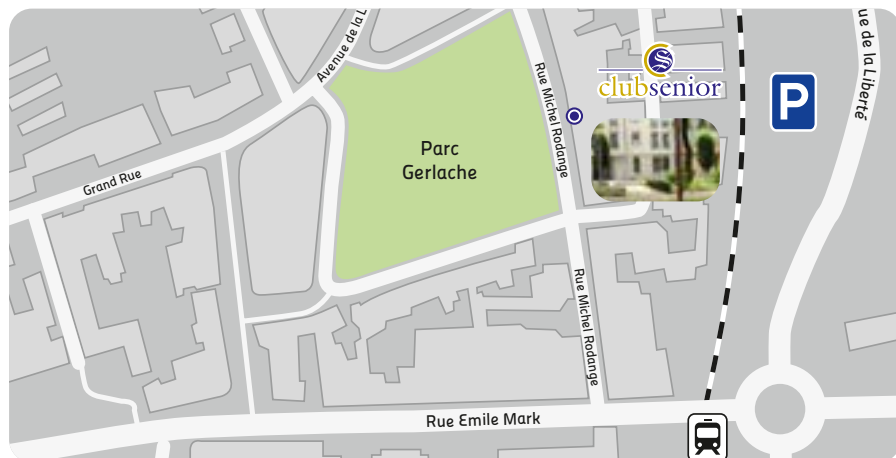 Avenue de la L
Rue Michel Rodange
clubsenior
P
ue de la Liberté
Parc
Gerlache
Grand Rue
Rue Michel Rodange
Rue Emile Mark